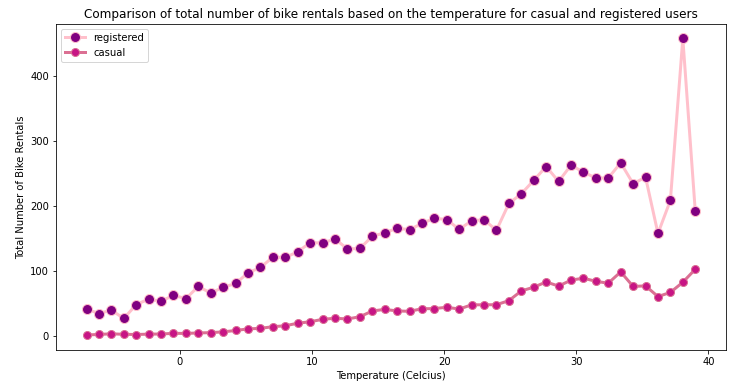 Comparison of total number of bike rentals based on the temperature for casual and registered users
registered
casual
400
300
200
100
0
Total Number of Bike Rentals
0 10 20 30 40
Temperature (Celcius)